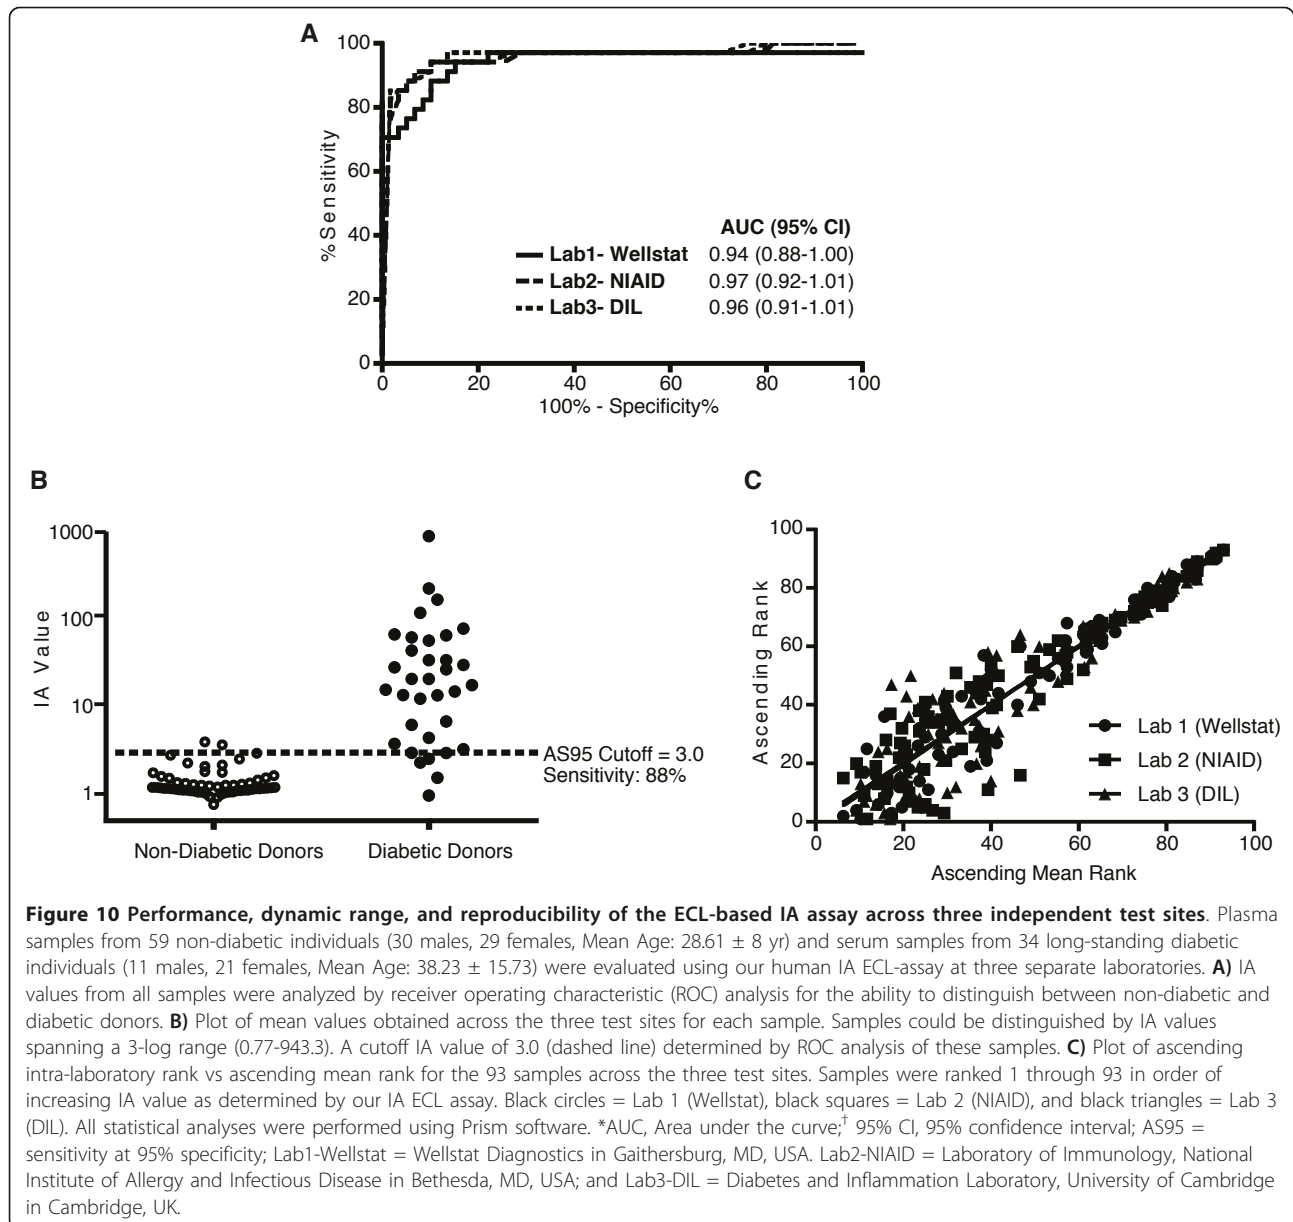 A
100
80
60
40
20
0
%Sensitivity
AUC (95% CI)
Lab1- Wellstat 0.94 (0.88-1.00)
Lab2- NIAID 0.97 (0.92-1.01)
Lab3- DIL 0.96 (0.91-1.01)
0 20 40 60 80 100
100% - Specificity%
B
1000
100
10
1
IA Value
AS95 Cutoff = 3.0
Sensitivity: 88%
Non-Diabetic Donors Diabetic Donors
C
100
80
60
40
20
0
Ascending Rank
Lab 1 (Wellstat)
Lab 2 (NIAID)
Lab 3 (DIL)
0 20 40 60 80 100
Ascending Mean Rank
Figure 10 Performance, dynamic range, and reproducibility of the ECL-based IA assay across three independent test sites. Plasma
samples from 59 non-diabetic individuals (30 males, 29 females, Mean Age: 28.61 ± 8 yr) and serum samples from 34 long-standing diabetic
individuals (11 males, 21 females, Mean Age: 38.23 ± 15.73) were evaluated using our human IA ECL-assay at three separate laboratories. A) IA
values from all samples were analyzed by receiver operating characteristic (ROC) analysis for the ability to distinguish between non-diabetic and
diabetic donors. B) Plot of mean values obtained across the three test sites for each sample. Samples could be distinguished by IA values
spanning a 3-log range (0.77-943.3). A cutoff IA value of 3.0 (dashed line) determined by ROC analysis of these samples. C) Plot of ascending
intra-laboratory rank vs ascending mean rank for the 93 samples across the three test sites. Samples were ranked 1 through 93 in order of
increasing IA value as determined by our IA ECL assay. Black circles = Lab 1 (Wellstat), black squares = Lab 2 (NIAID), and black triangles = Lab 3
(DIL). All statistical analyses were performed using Prism software. *AUC, Area under the curve;† 95% CI, 95% confidence interval; AS95 =
sensitivity at 95% specificity; Lab1-Wellstat = Wellstat Diagnostics in Gaithersburg, MD, USA. Lab2-NIAID = Laboratory of Immunology, National
Institute of Allergy and Infectious Disease in Bethesda, MD, USA; and Lab3-DIL = Diabetes and Inflammation Laboratory, University of Cambridge
in Cambridge, UK.